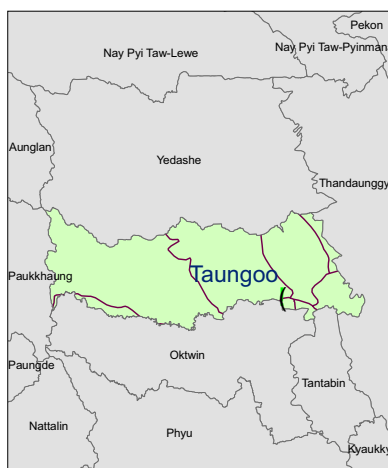 Pekon
Nay Pyi Taw-Lewe
Nay Pyi Taw-Pyinman
Aunglan
Yedashe
Thandaunggy
Paukkhaung
Taungoo
Oktwin
Paungde
Tantabin
Nattalin
Phyu
Kyaukky